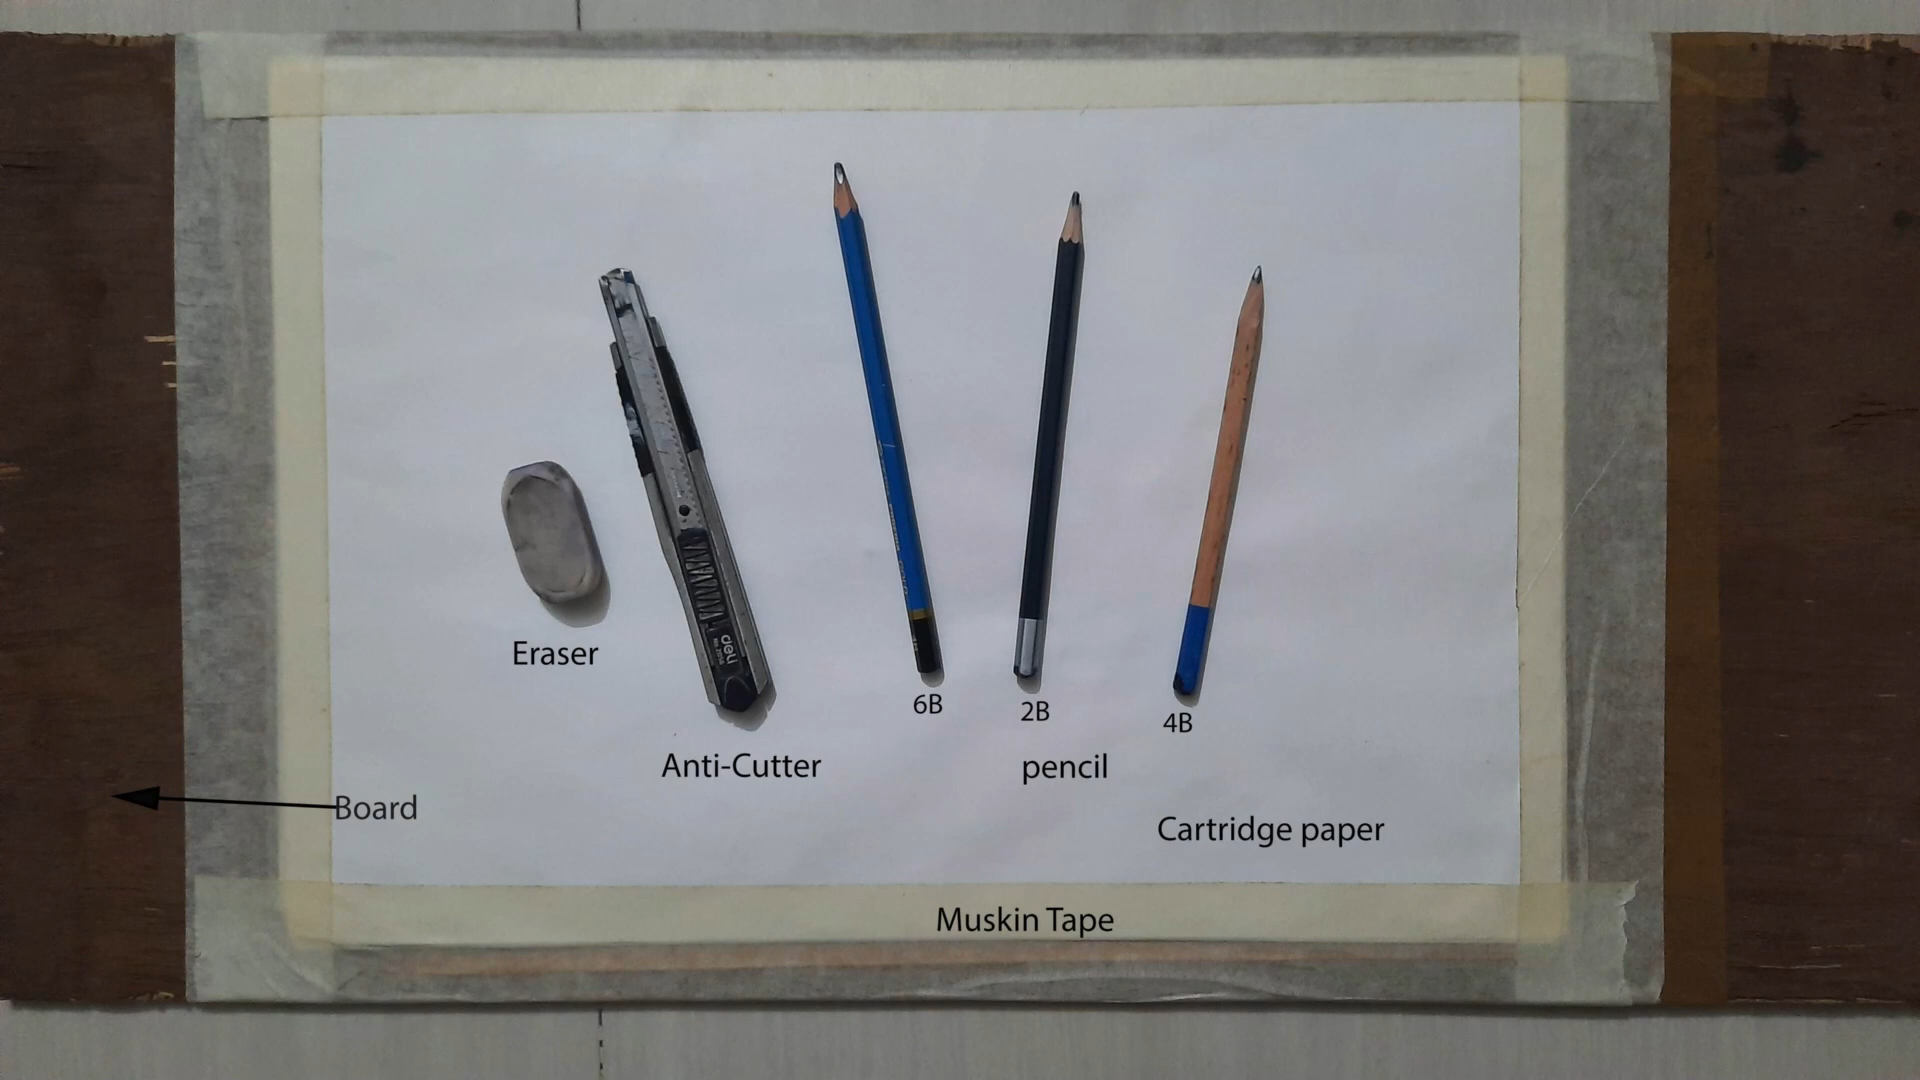 Eraser
deli
6B
2B
4B
Anti-Cutter
pencil
Board
Cartridge paper
Muskin Tape